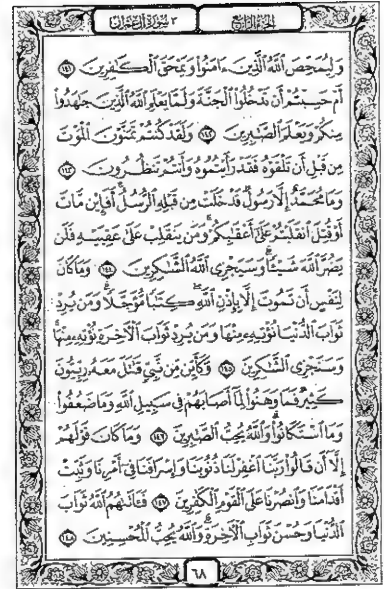 الجزء الرابع ٣ سورة آل عمران
وَلِيُمَحِّصَ ٱللَّهُ ٱلَّذِينَ ءَامَنُواْ وَيَمْحَقَ ٱلْكَٰفِرِينَ ١٤١
أَمْ حَسِبْتُمْ أَن تَدْخُلُواْ ٱلْجَنَّةَ وَلَمَّا يَعْلَمِ ٱللَّهُ ٱلَّذِينَ جَٰهَدُواْ
مِنكُمْ وَيَعْلَمَ ٱلصَّٰبِرِينَ ١٤٢ وَلَقَدْ كُنتُمْ تَمَنَّوْنَ ٱلْمَوْتَ
مِن قَبْلِ أَن تَلْقَوْهُ فَقَدْ رَأَيْتُمُوهُ وَأَنتُمْ تَنظُرُونَ ١٤٣
وَمَا مُحَمَّدٌ إِلَّا رَسُولٌ قَدْ خَلَتْ مِن قَبْلِهِ ٱلرُّسُلُ أَفَإِيْن مَّاتَ
أَوْ قُتِلَ ٱنقَلَبْتُمْ عَلَىٰٓ أَعْقَٰبِكُمْ وَمَن يَنقَلِبْ عَلَىٰ عَقِبَيْهِ فَلَن
يَضُرَّ ٱللَّهَ شَيْـًٔا وَسَيَجْزِى ٱللَّهُ ٱلشَّٰكِرِينَ ١٤٤ وَمَا كَانَ
لِنَفْسٍ أَن تَمُوتَ إِلَّا بِإِذْنِ ٱللَّهِ كِتَٰبًا مُّؤَجَّلًا وَمَن يُرِدْ
ثَوَابَ ٱلدُّنْيَا نُؤْتِهِۦ مِنْهَا وَمَن يُرِدْ ثَوَابَ ٱلْأَخِرَةِ نُؤْتِهِۦ مِنْهَا
وَسَنَجْزِى ٱلشَّٰكِرِينَ ١٤٥ وَكَأَيِّن مِّن نَّبِىٍّ قَٰتَلَ مَعَهُۥ رِبِّيُّونَ
كَثِيرٌ فَمَا وَهَنُواْ لِمَآ أَصَابَهُمْ فِى سَبِيلِ ٱللَّهِ وَمَا ضَعُفُواْ
وَمَا ٱسْتَكَانُواْ وَٱللَّهُ يُحِبُّ ٱلصَّٰبِرِينَ ١٤٦ وَمَا كَانَ قَوْلَهُمْ
إِلَّآ أَن قَالُواْ رَبَّنَا ٱغْفِرْ لَنَا ذُنُوبَنَا وَإِسْرَافَنَا فِىٓ أَمْرِنَا وَثَبِّتْ
أَقْدَامَنَا وَٱنصُرْنَا عَلَى ٱلْقَوْمِ ٱلْكَٰفِرِينَ ١٤٧ فَـَٔاتَىٰهُمُ ٱللَّهُ ثَوَابَ
ٱلدُّنْيَا وَحُسْنَ ثَوَابِ ٱلْأَخِرَةِ وَٱللَّهُ يُحِبُّ ٱلْمُحْسِنِينَ ١٤٨
٦٨